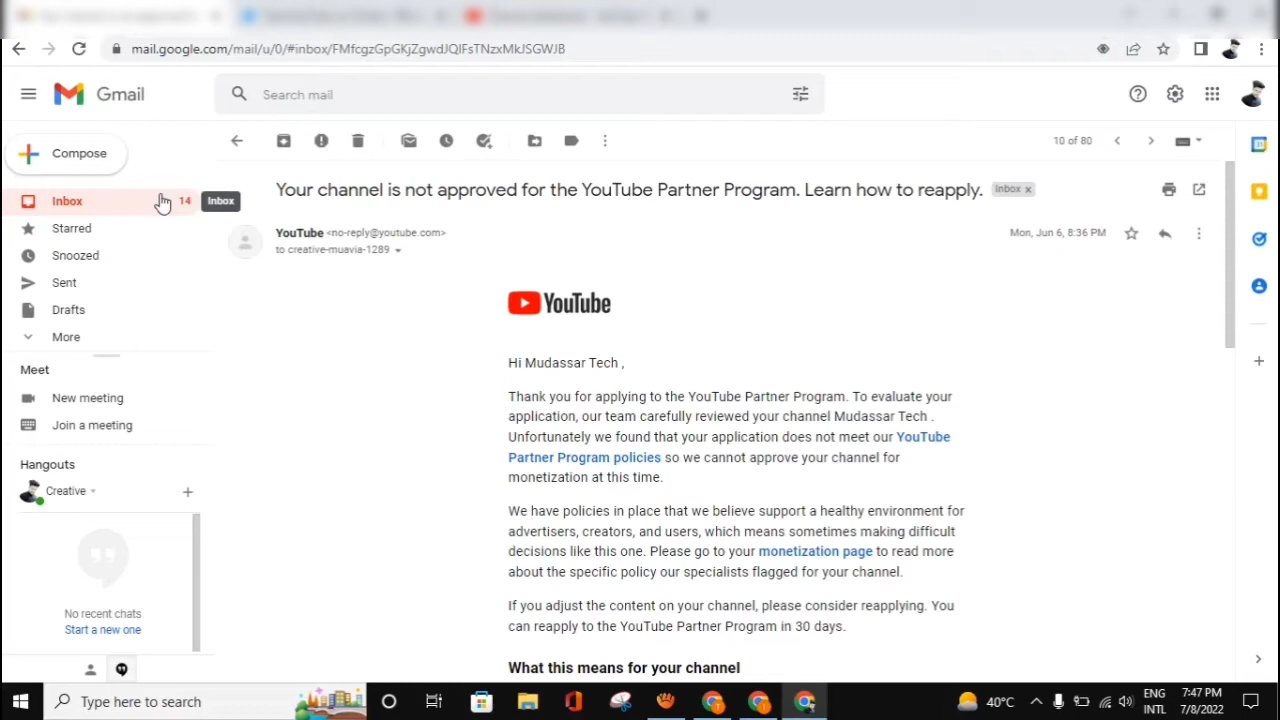 mail.google.com/mail/u/0/#inbox/FMfcgzGpGKjZgwdJQlFsTNzxMkJSGWJB
Gmail
Search mail
Compose
10 of 80
Your channel is not approved for the YouTube Partner Program. Learn how to reapply.
Inbox x
Inbox
14
Inbox
Starred
Snoozed
Sent
Drafts
More
YouTube <no-reply@youtube.com>
Mon, Jun 6, 8:36 PM
to creative-muavia-1289
YouTube
Hi Mudassar Tech ,
Thank you for applying to the YouTube Partner Program. To evaluate your
application, our team carefully reviewed your channel Mudassar Tech .
Unfortunately we found that your application does not meet our YouTube
Partner Program policies so we cannot approve your channel for
monetization at this time.
We have policies in place that we believe support a healthy environment for
advertisers, creators, and users, which means sometimes making difficult
decisions like this one. Please go to your monetization page to read more
about the specific policy our specialists flagged for your channel.
If you adjust the content on your channel, please consider reapplying. You
can reapply to the YouTube Partner Program in 30 days.
What this means for your channel
Meet
New meeting
Join a meeting
Hangouts
Creative
No recent chats
Start a new one
Type here to search
40°C
ENG
INTL
7:47 PM
7/8/2022